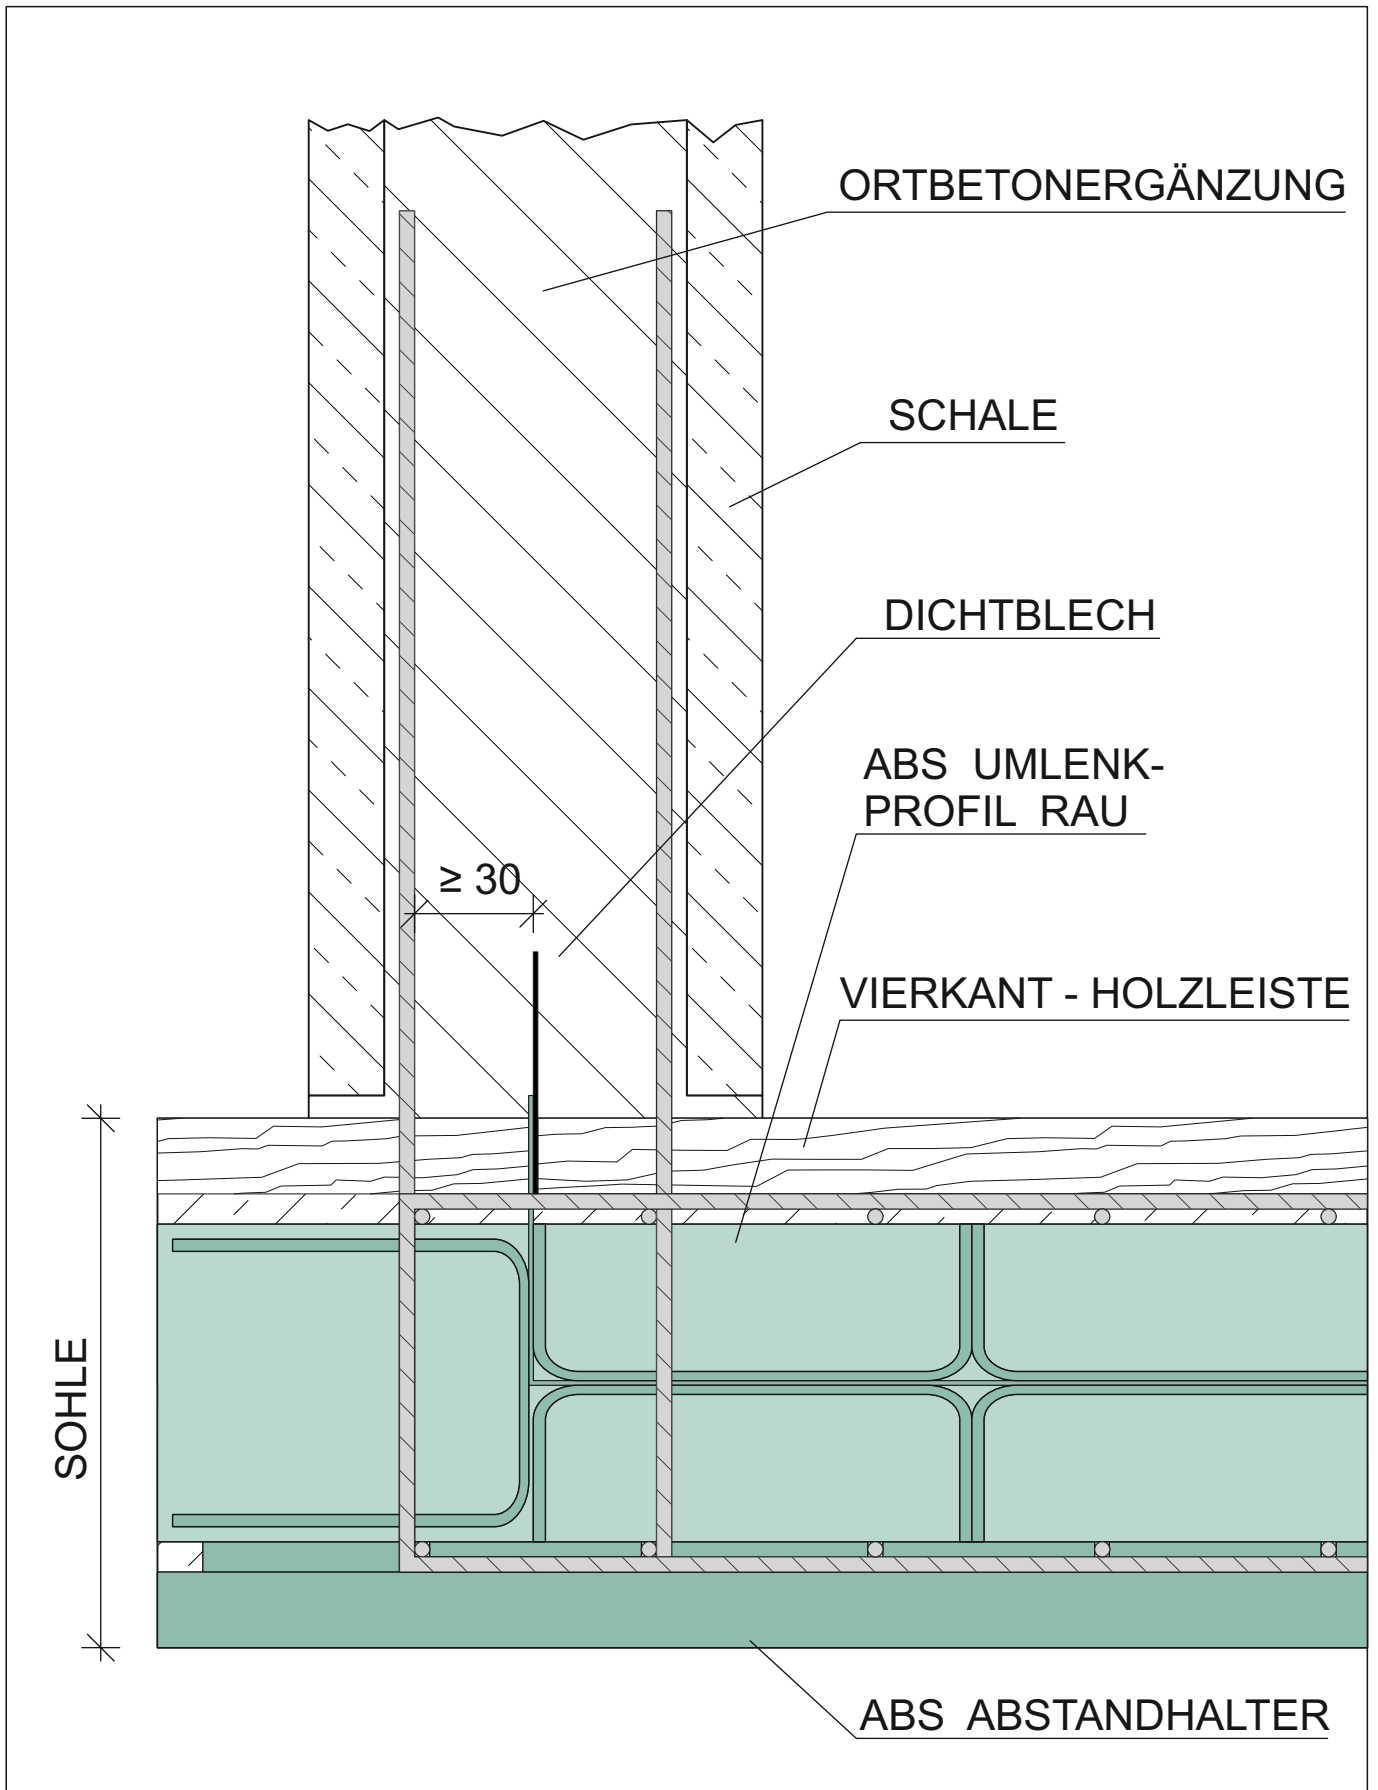 ORTBETONERGÄNZUNG
SCHALE
DICHTBLECH
ABS UMLENK-
PROFIL RAU
≥ 30
VIERKANT - HOLZLEISTE
SOHLE
ABS ABSTANDHALTER